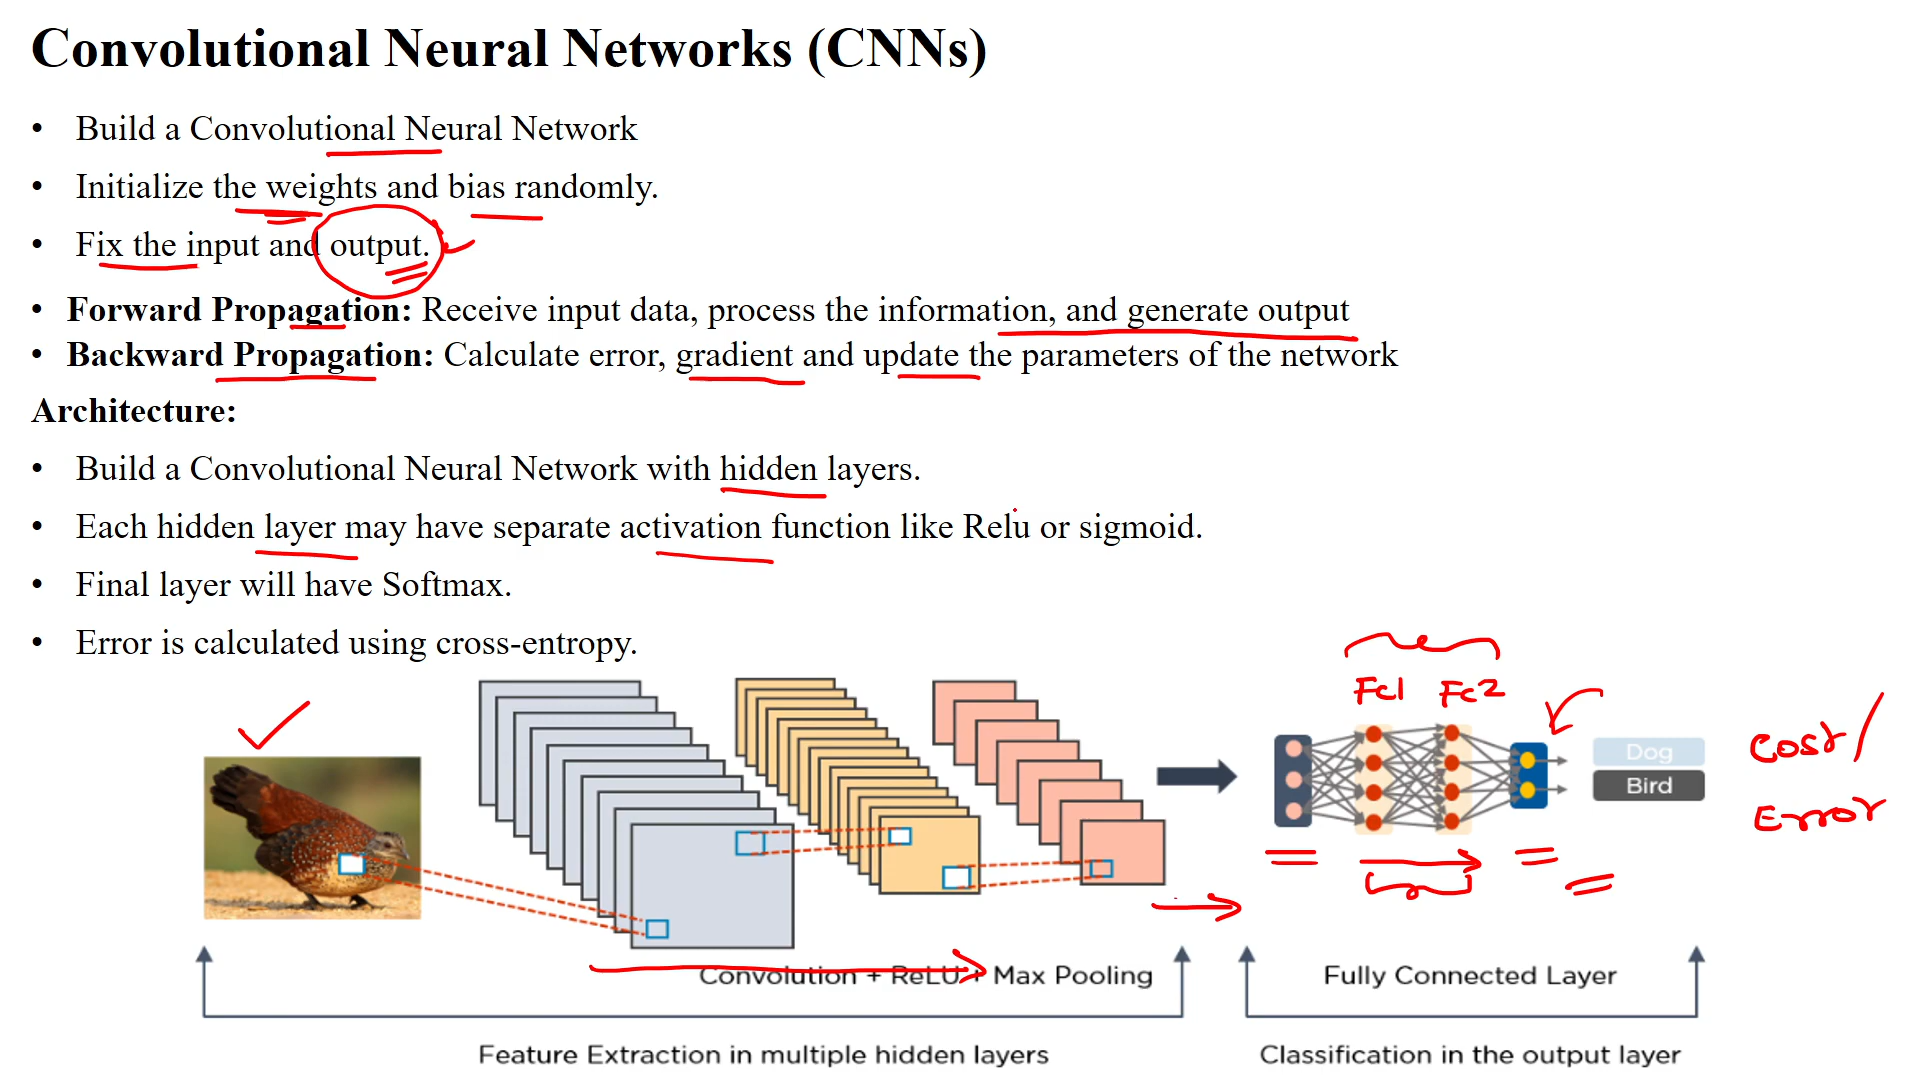 Convolutional Neural Networks (CNNs)
• Build a Convolutional Neural Network
• Initialize the weights and bias randomly.
• Fix the input and output.
• Forward Propagation: Receive input data, process the information, and generate output
• Backward Propagation: Calculate error, gradient and update the parameters of the network
Architecture:
• Build a Convolutional Neural Network with hidden layers.
• Each hidden layer may have separate activation function like Relu or sigmoid.
• Final layer will have Softmax.
• Error is calculated using cross-entropy.
Fc1 Fc2
Dog
Bird
Cost/
Error
Convolution + ReLU + Max Pooling
Fully Connected Layer
Feature Extraction in multiple hidden layers
Classification in the output layer